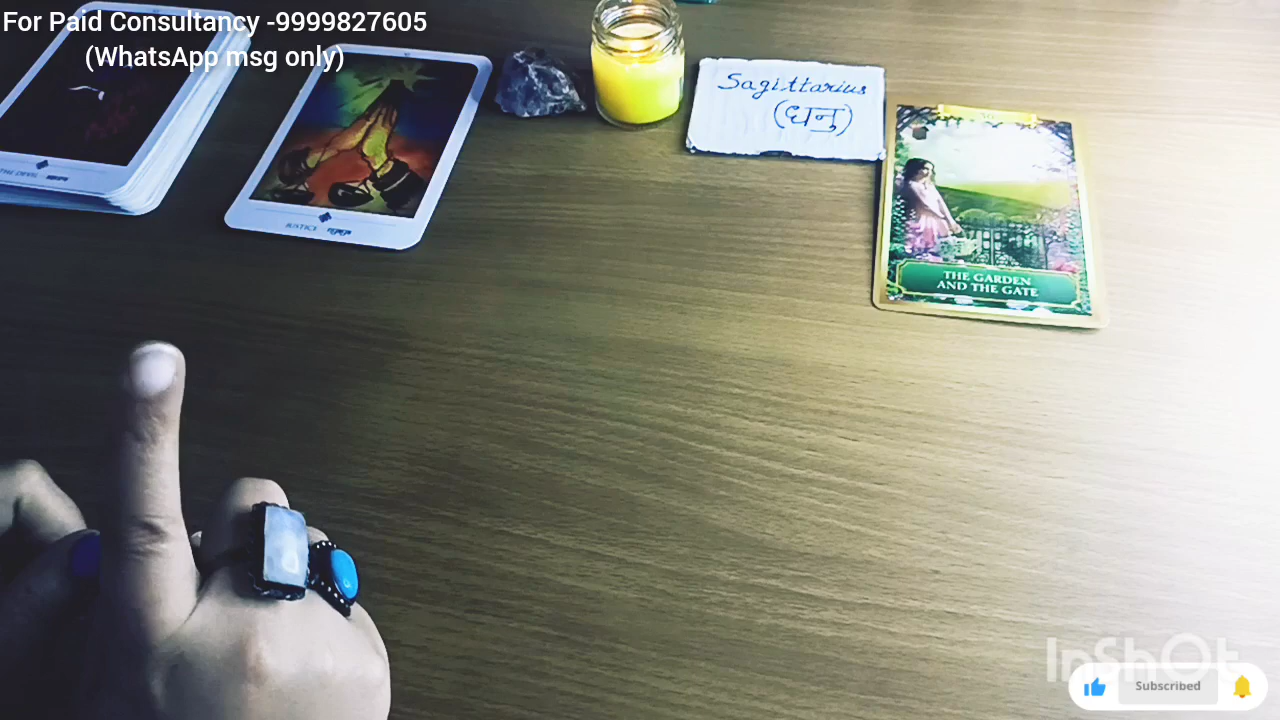 For Paid Consultancy -9999827605
(WhatsApp msg only)
THE DEVIL
JUSTICE
Sagittarius
(धनु)
THE GARDEN
AND THE GATE
InShOt
Subscribed